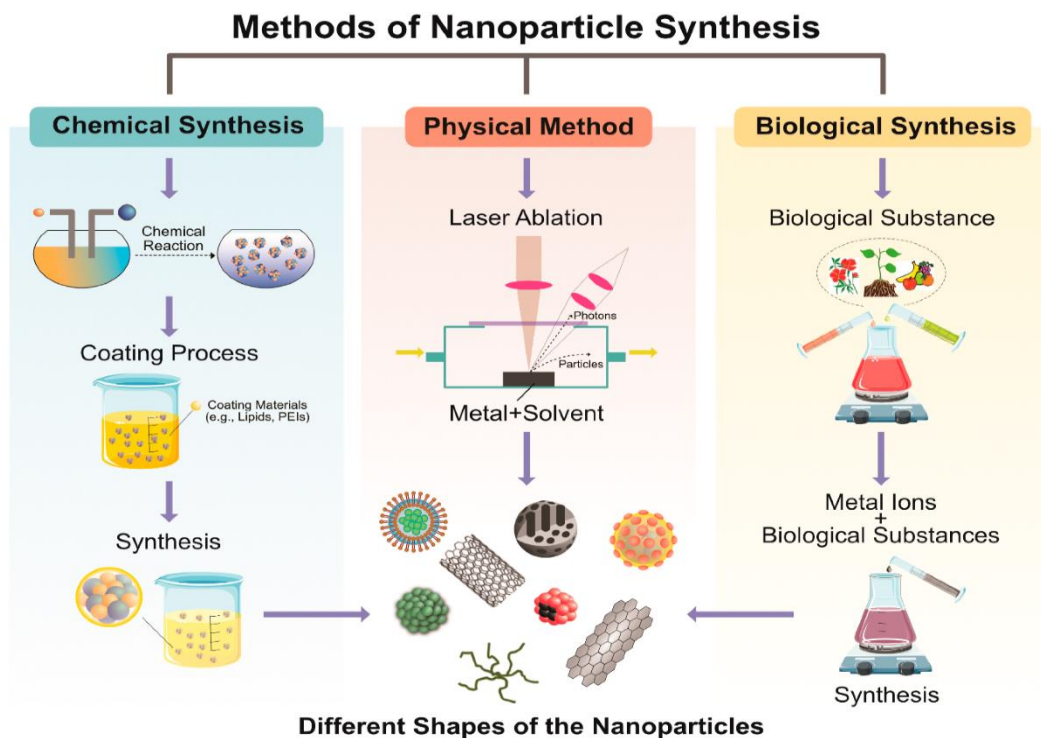 Methods of Nanoparticle Synthesis
Chemical Synthesis
Chemical
Reaction
Coating Process
Coating Materials
(e.g., Lipids, PEIs)
Synthesis
Physical Method
Laser Ablation
Photons
Particles
Metal+Solvent
Biological Synthesis
Biological Substance
Metal Ions
+
Biological Substances
Synthesis
Different Shapes of the Nanoparticles